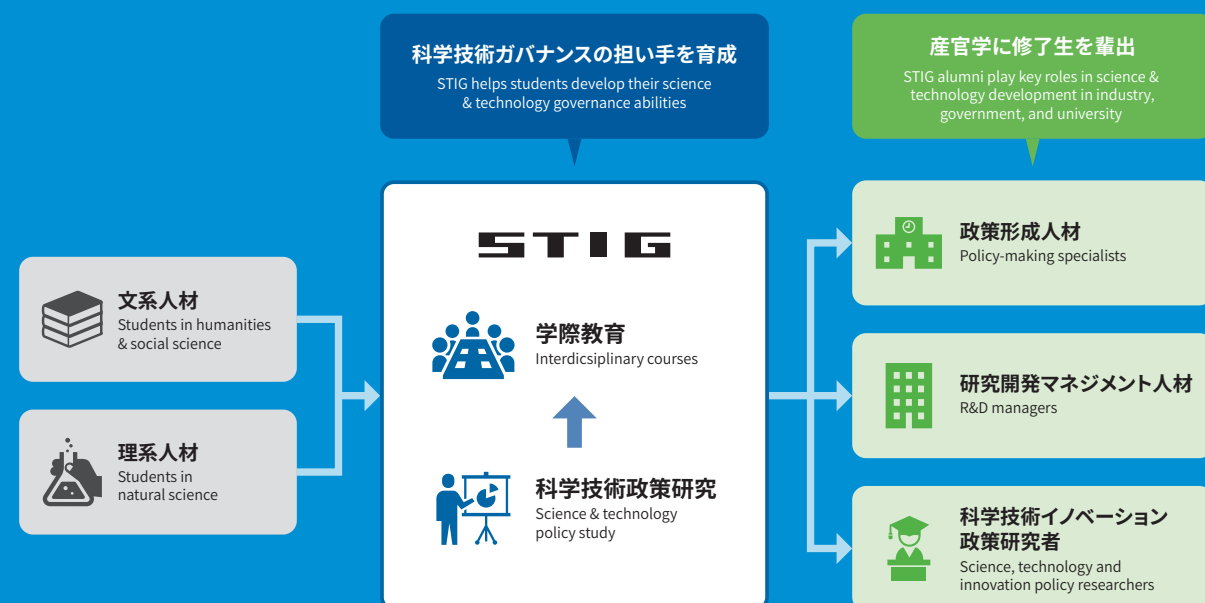 科学技術ガバナンスの担い手を育成
STIG helps students develop their science
& technology governance abilities
産官学に修了生を輩出
STIG alumni play key roles in science &
technology development in industry,
government, and university
文系人材
Students in humanities
& social science
理系人材
Students in
natural science
STIG
学際教育
Interdicsiplinary courses
科学技術政策研究
Science & technology
policy study
政策形成人材
Policy-making specialists
研究開発マネジメント人材
R&D managers
科学技術イノベーション
政策研究者
Science, technology and
innovation policy researchers